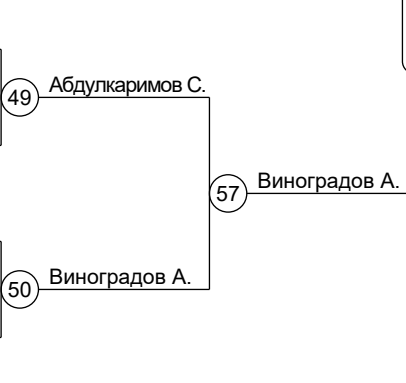 49 Абдулкаримов С.
57 Виноградов А.
50 Виноградов А.